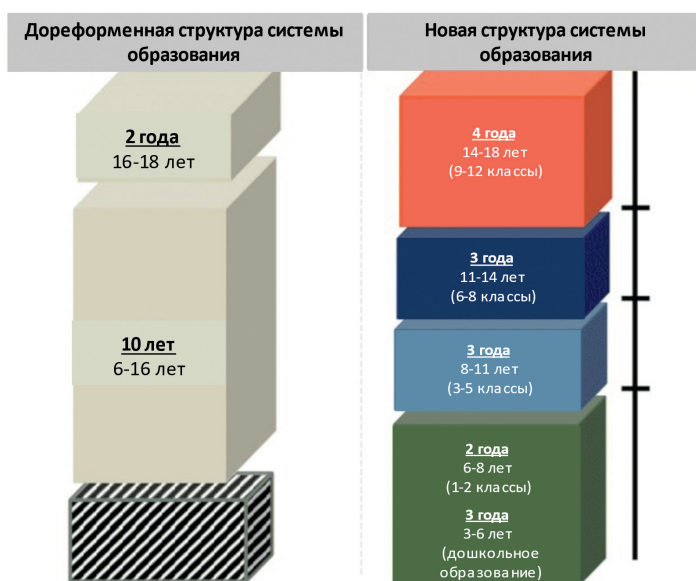 Дореформенная структура системы
образования
2 года
16-18 лет
10 лет
6-16 лет
Новая структура системы
образования
4 года
14-18 лет
(9-12 классы)
3 года
11-14 лет
(6-8 классы)
3 года
8-11 лет
(3-5 классы)
2 года
6-8 лет
(1-2 классы)
3 года
3-6 лет
(дошкольное
образование)